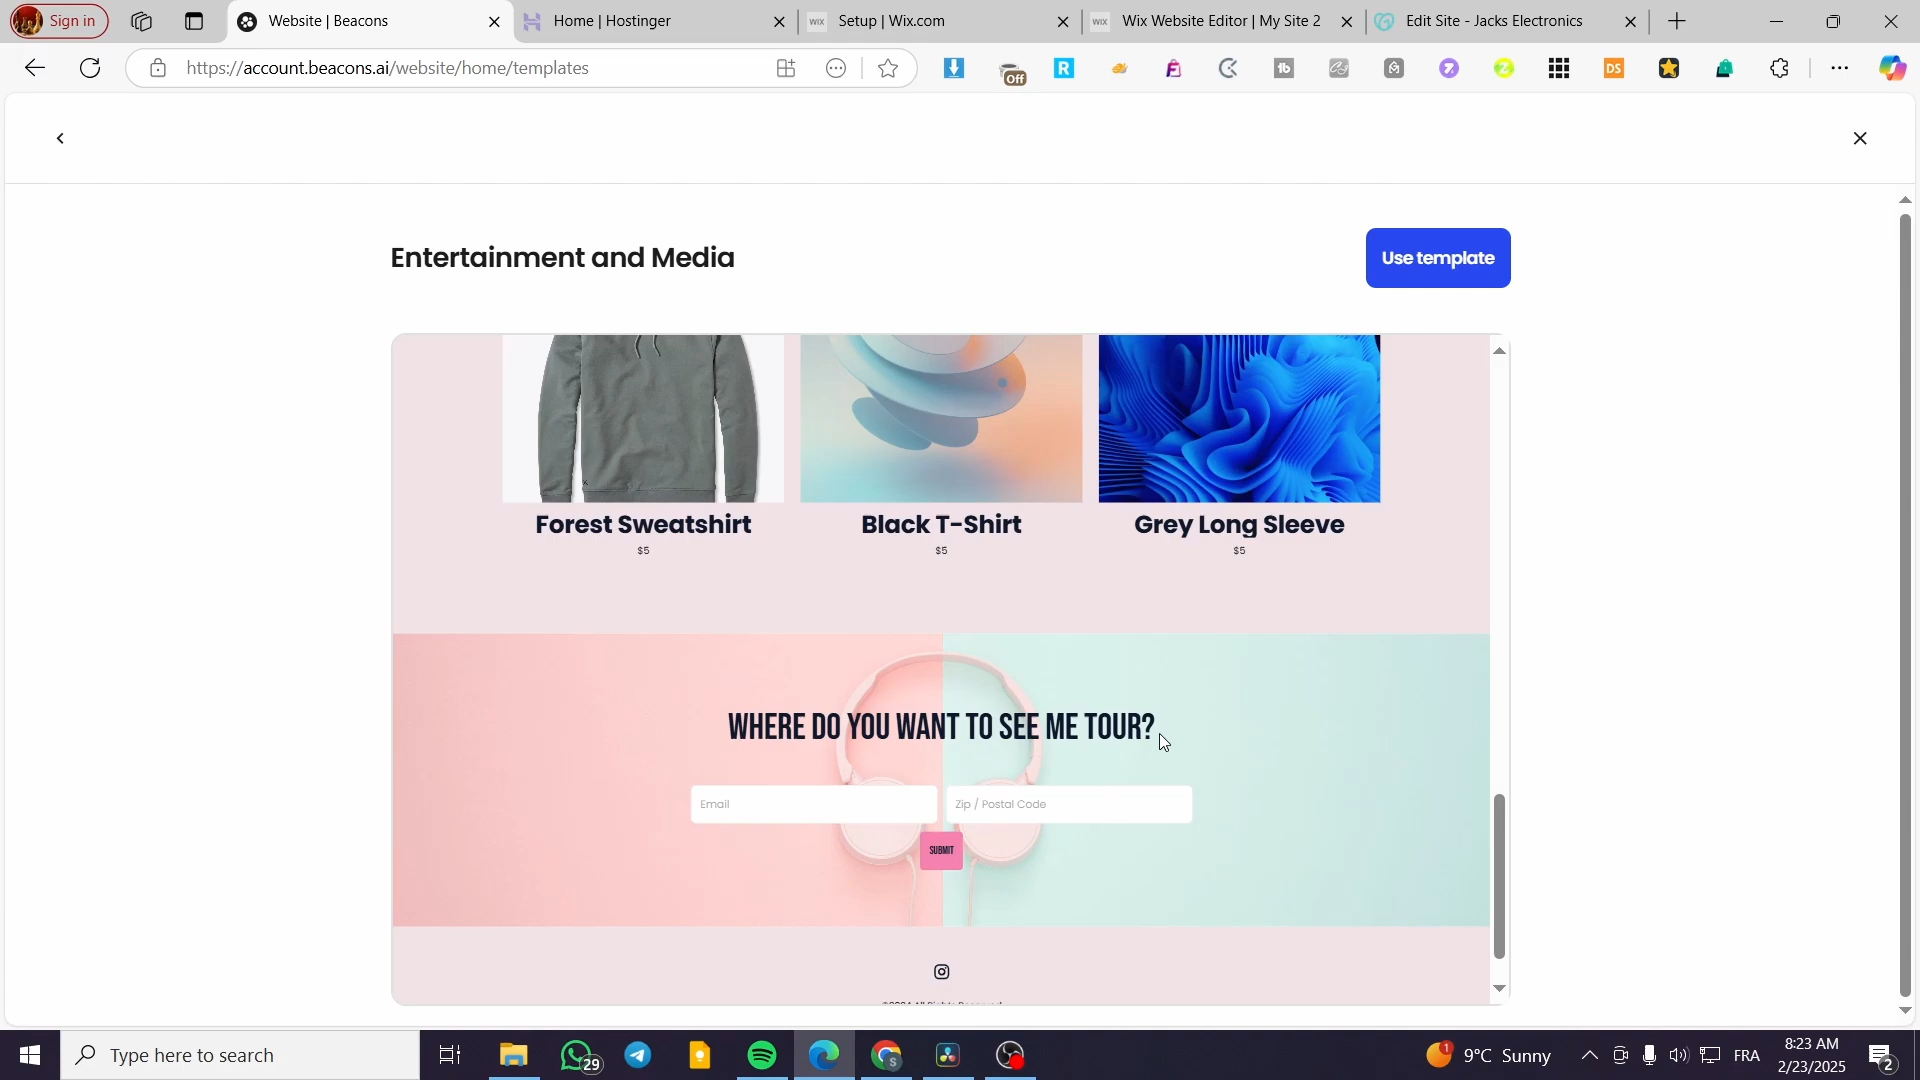 Sign in
Website | Beacons
Home | Hostinger
Setup | Wix.com
Wix Website Editor | My Site 2
Edit Site - Jacks Electronics
https://account.beacons.ai/website/home/templates
Off
Entertainment and Media
Use template
Forest Sweatshirt
Black T-Shirt
Grey Long Sleeve
$5
$5
$5
WHERE DO YOU WANT TO SEE ME TOUR?
Email
Zip / Postal Code
SUBMIT
Type here to search
29
1
9°C Sunny
FRA
8:23 AM
2/23/2025
2